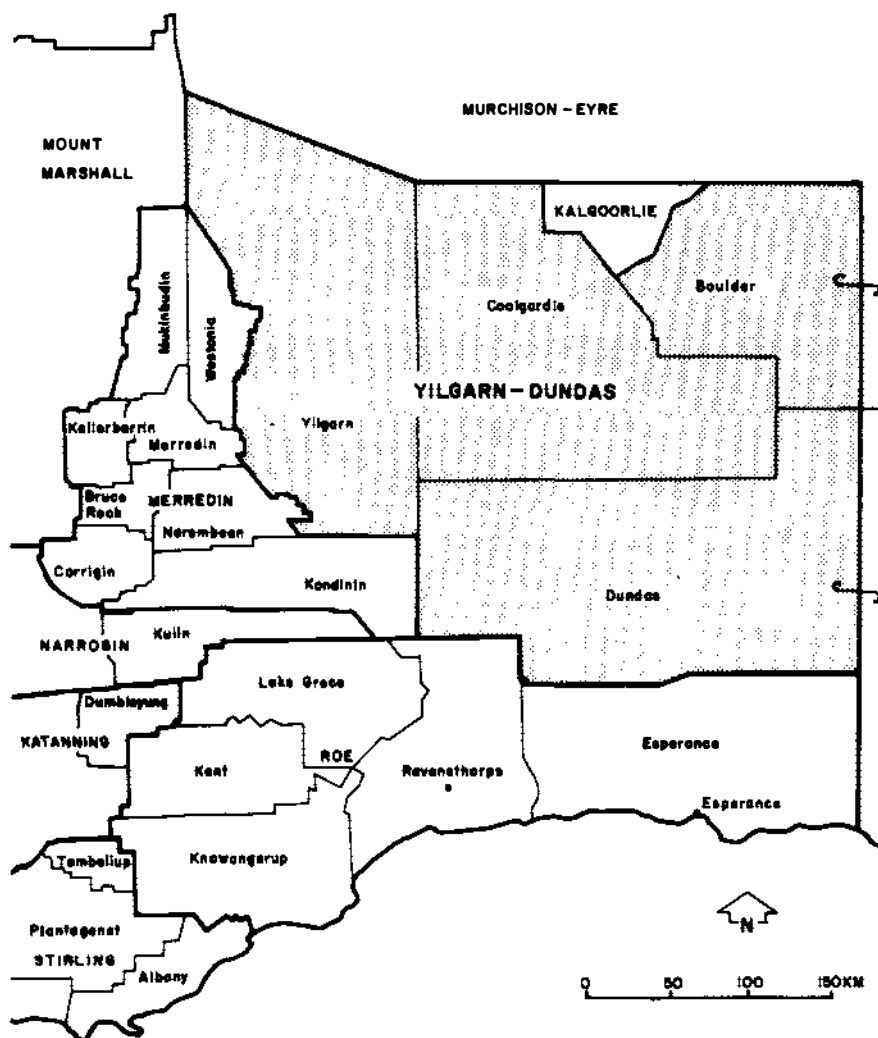 MURCHISON – EYRE
MOUNT
MARSHALL
KALGOORLIE
Boulder
Coolgardie
Mukinbudin
Westonia
YILGARN – DUNDAS
Yilgarn
Kellerberrin
Merredin
Bruce
Rock
MERREDIN
Narembeen
Corrigin
Kondinin
Dundas
Kulin
NARROGIN
Lake Grace
Dumbleyung
KATANNING
ROE
Esperance
Kent
Ravensthorpe
Esperance
Tambellup
Gnowangerup
N
Plantagenet
STIRLING
Albany
0 50 100 150KM